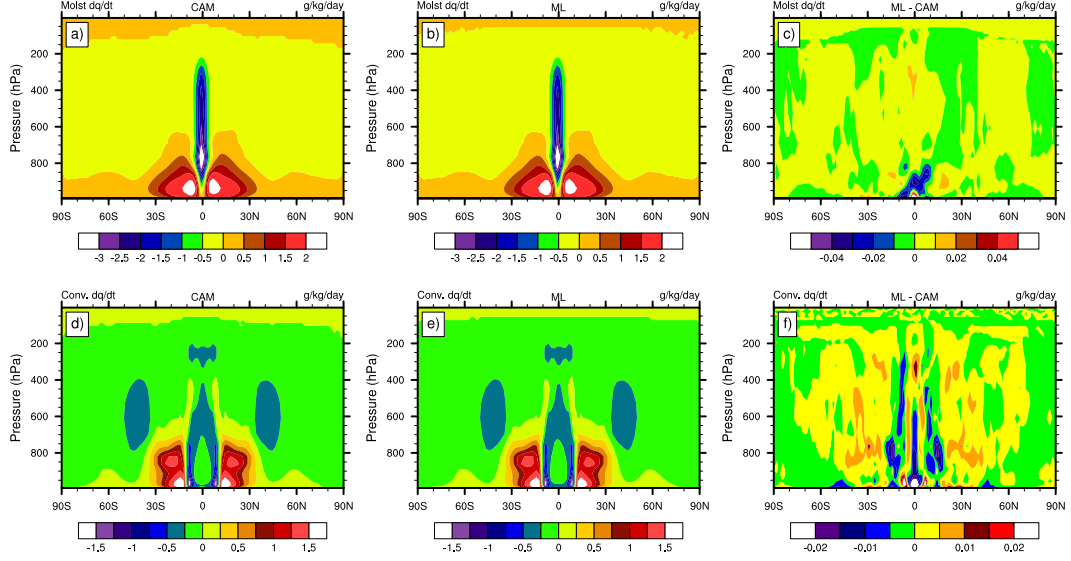 Moist dq/dt CAM g/kg/day
a)
Pressure (hPa)
200
400
600
800
90S 60S 30S 0 30N 60N 90N
-3 -2.5 -2 -1.5 -1 -0.5 0 0.5 1 1.5 2
Moist dq/dt ML g/kg/day
b)
Pressure (hPa)
200
400
600
800
90S 60S 30S 0 30N 60N 90N
-3 -2.5 -2 -1.5 -1 -0.5 0 0.5 1 1.5 2
Moist dq/dt ML - CAM g/kg/day
c)
Pressure (hPa)
200
400
600
800
90S 60S 30S 0 30N 60N 90N
-0.04 -0.02 0 0.02 0.04
Conv. dq/dt CAM g/kg/day
d)
Pressure (hPa)
200
400
600
800
90S 60S 30S 0 30N 60N 90N
-1.5 -1 -0.5 0 0.5 1 1.5
Conv. dq/dt ML g/kg/day
e)
Pressure (hPa)
200
400
600
800
90S 60S 30S 0 30N 60N 90N
-1.5 -1 -0.5 0 0.5 1 1.5
Conv. dq/dt ML - CAM g/kg/day
f)
Pressure (hPa)
200
400
600
800
90S 60S 30S 0 30N 60N 90N
-0.02 -0.01 0 0.01 0.02